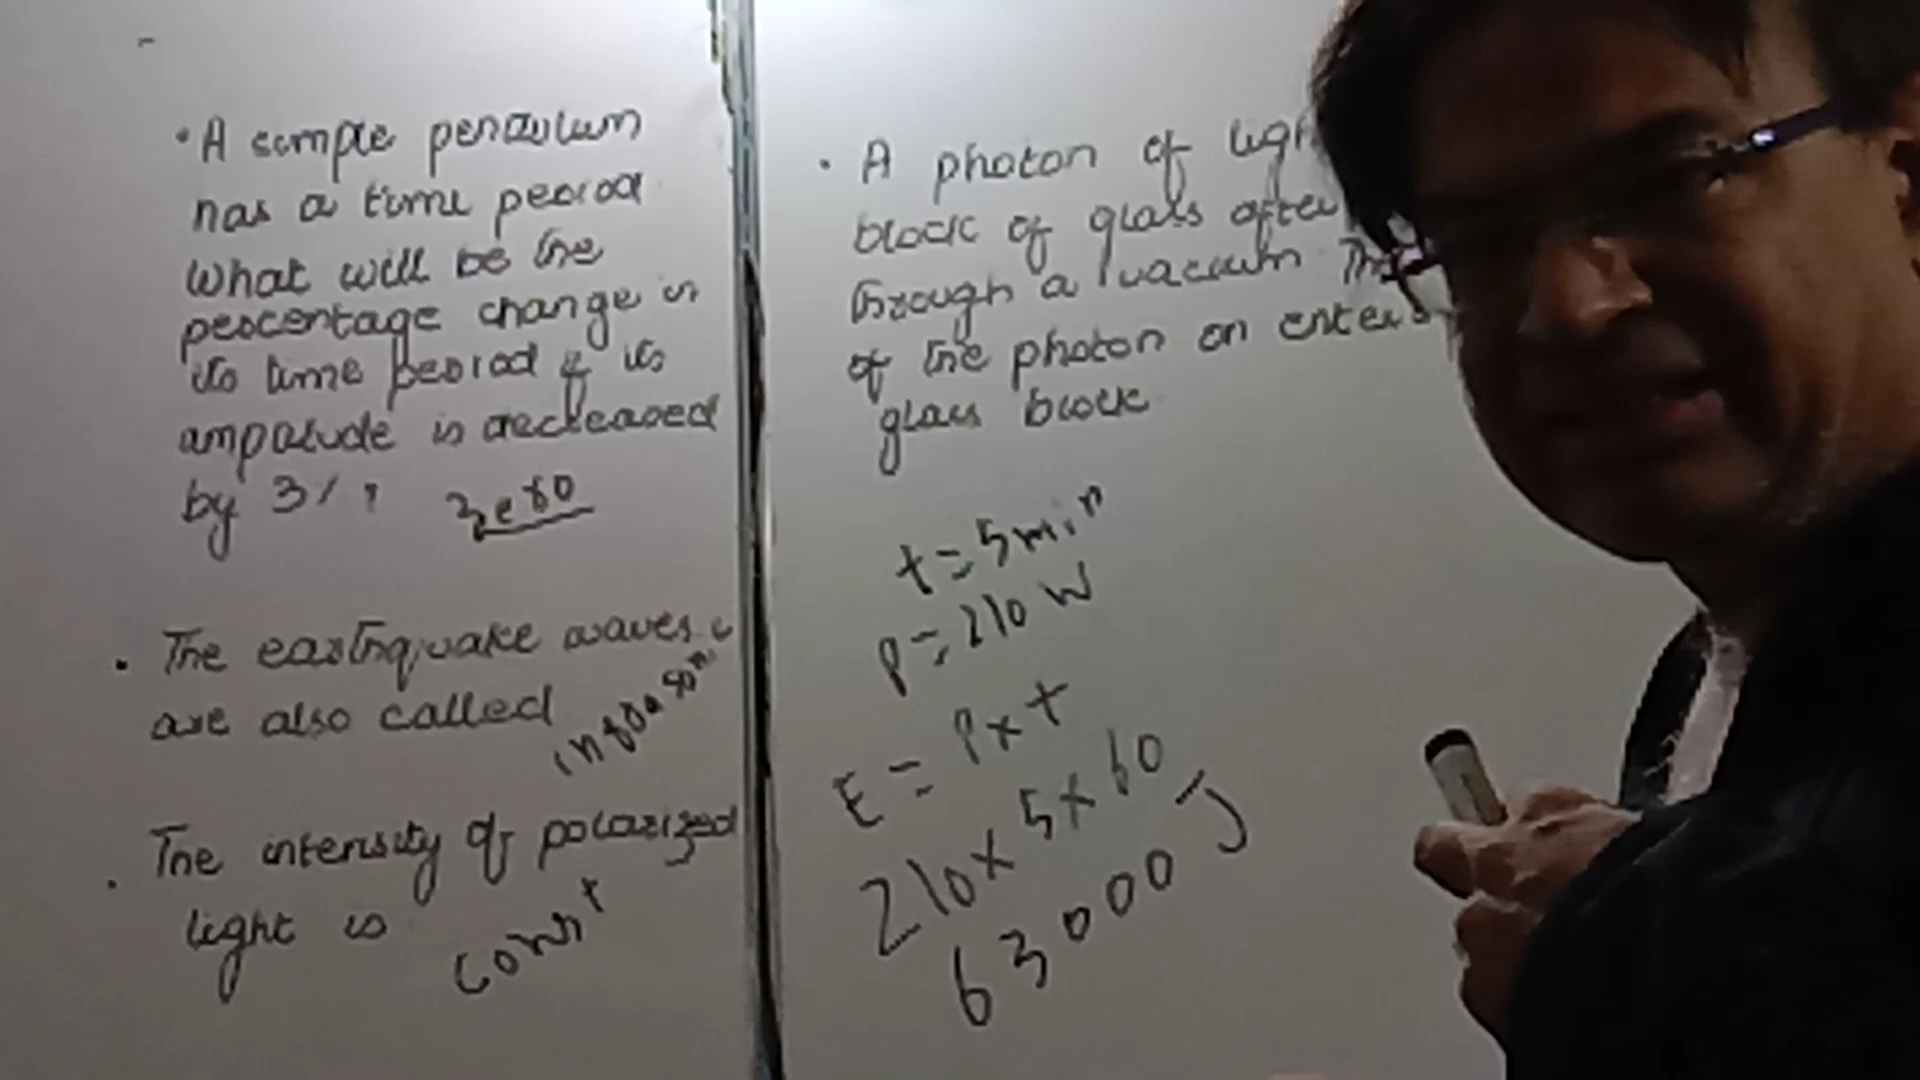 • A simple pendulum
has a time period
What will be the
percentage change in
its time period if its
amplitude is decreased
by 3% ? zero
• The earthquake waves
are also called infrasonic
• The intensity of polarized
light is const
• A photon of light
block of glass after
through a vacuum. The
of the photon on enters
glass block
t = 5 min
P = 210 W
E = P x t
210 x 5 x 60
63000 J